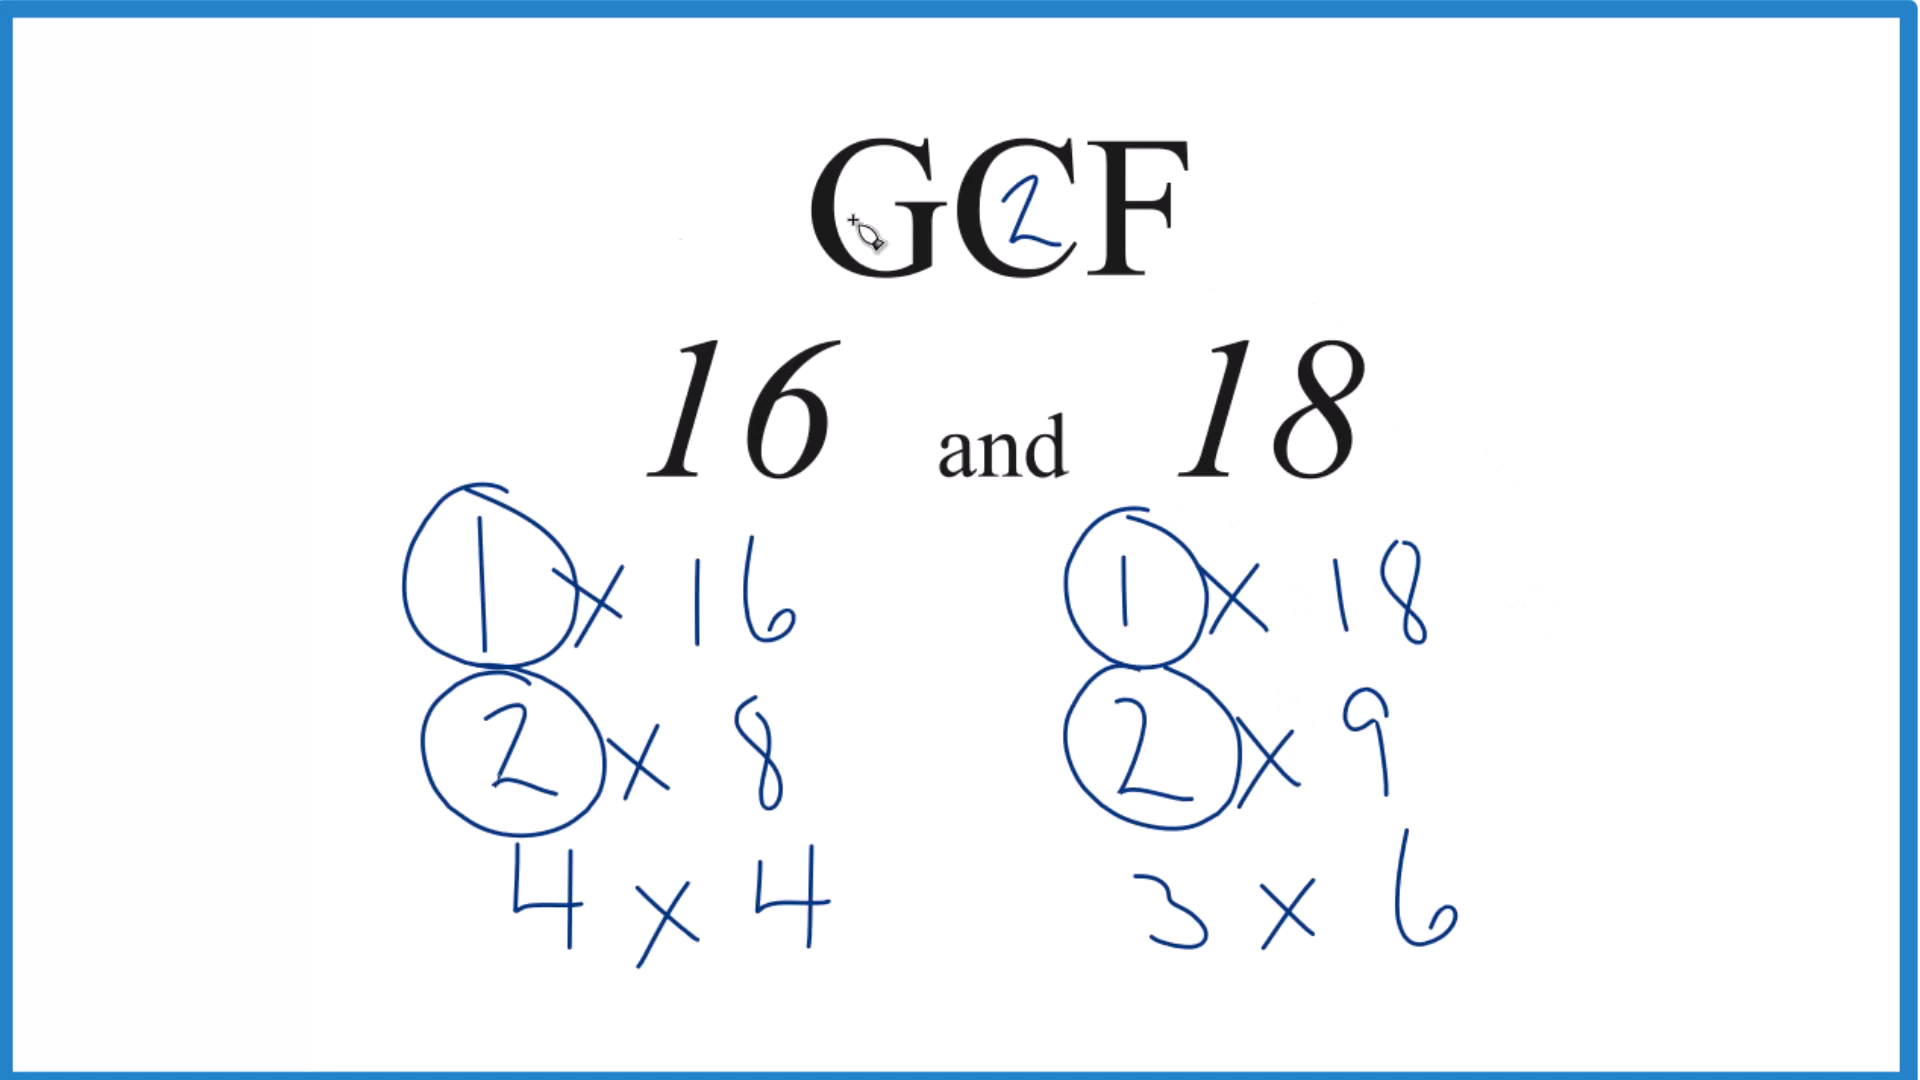 GCF
2
16 and 18
1 × 16
1 × 18
2 × 8
2 × 9
4 × 4
3 × 6